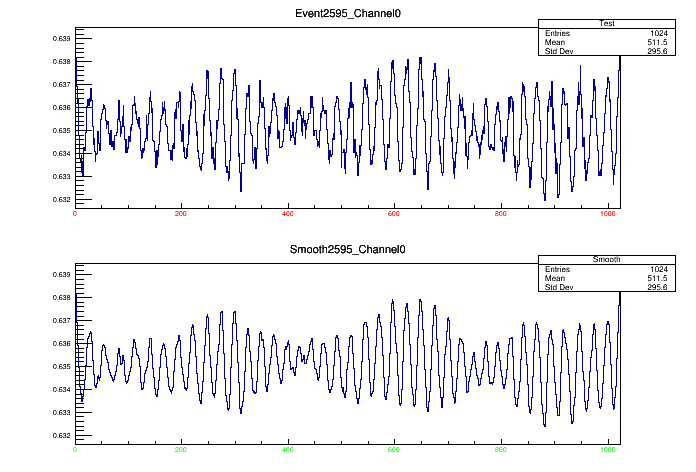 Event2595_Channel0
Test
Entries 1024
Mean 511.5
Std Dev 295.6
0.639
0.638
0.637
0.636
0.635
0.634
0.633
0.632
0 200 400 600 800 1000
Smooth2595_Channel0
Smooth
Entries 1024
Mean 511.5
Std Dev 295.6
0.639
0.638
0.637
0.636
0.635
0.634
0.633
0.632
0 200 400 600 800 1000